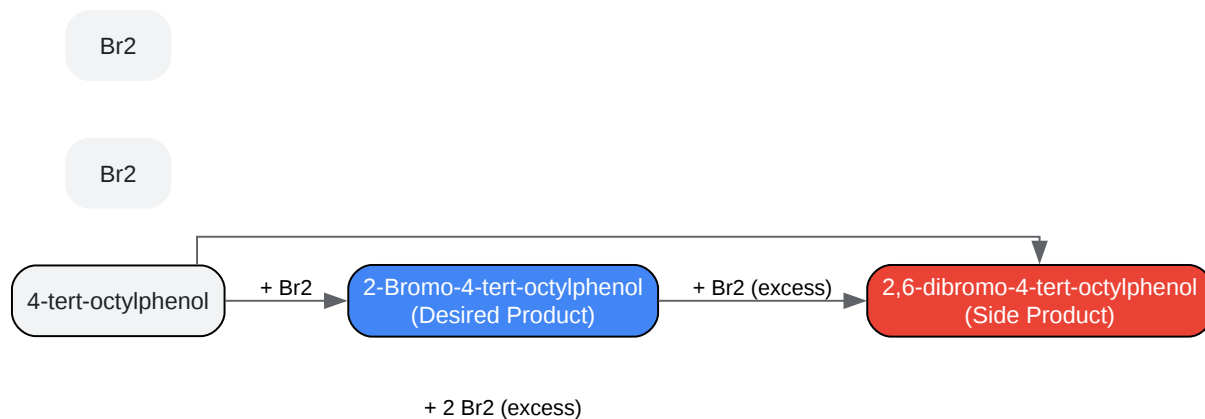 Br2
Br2
4-tert-octylphenol
+ Br2
2-Bromo-4-tert-octylphenol
(Desired Product)
+ Br2 (excess)
2,6-dibromo-4-tert-octylphenol
(Side Product)
+ 2 Br2 (excess)